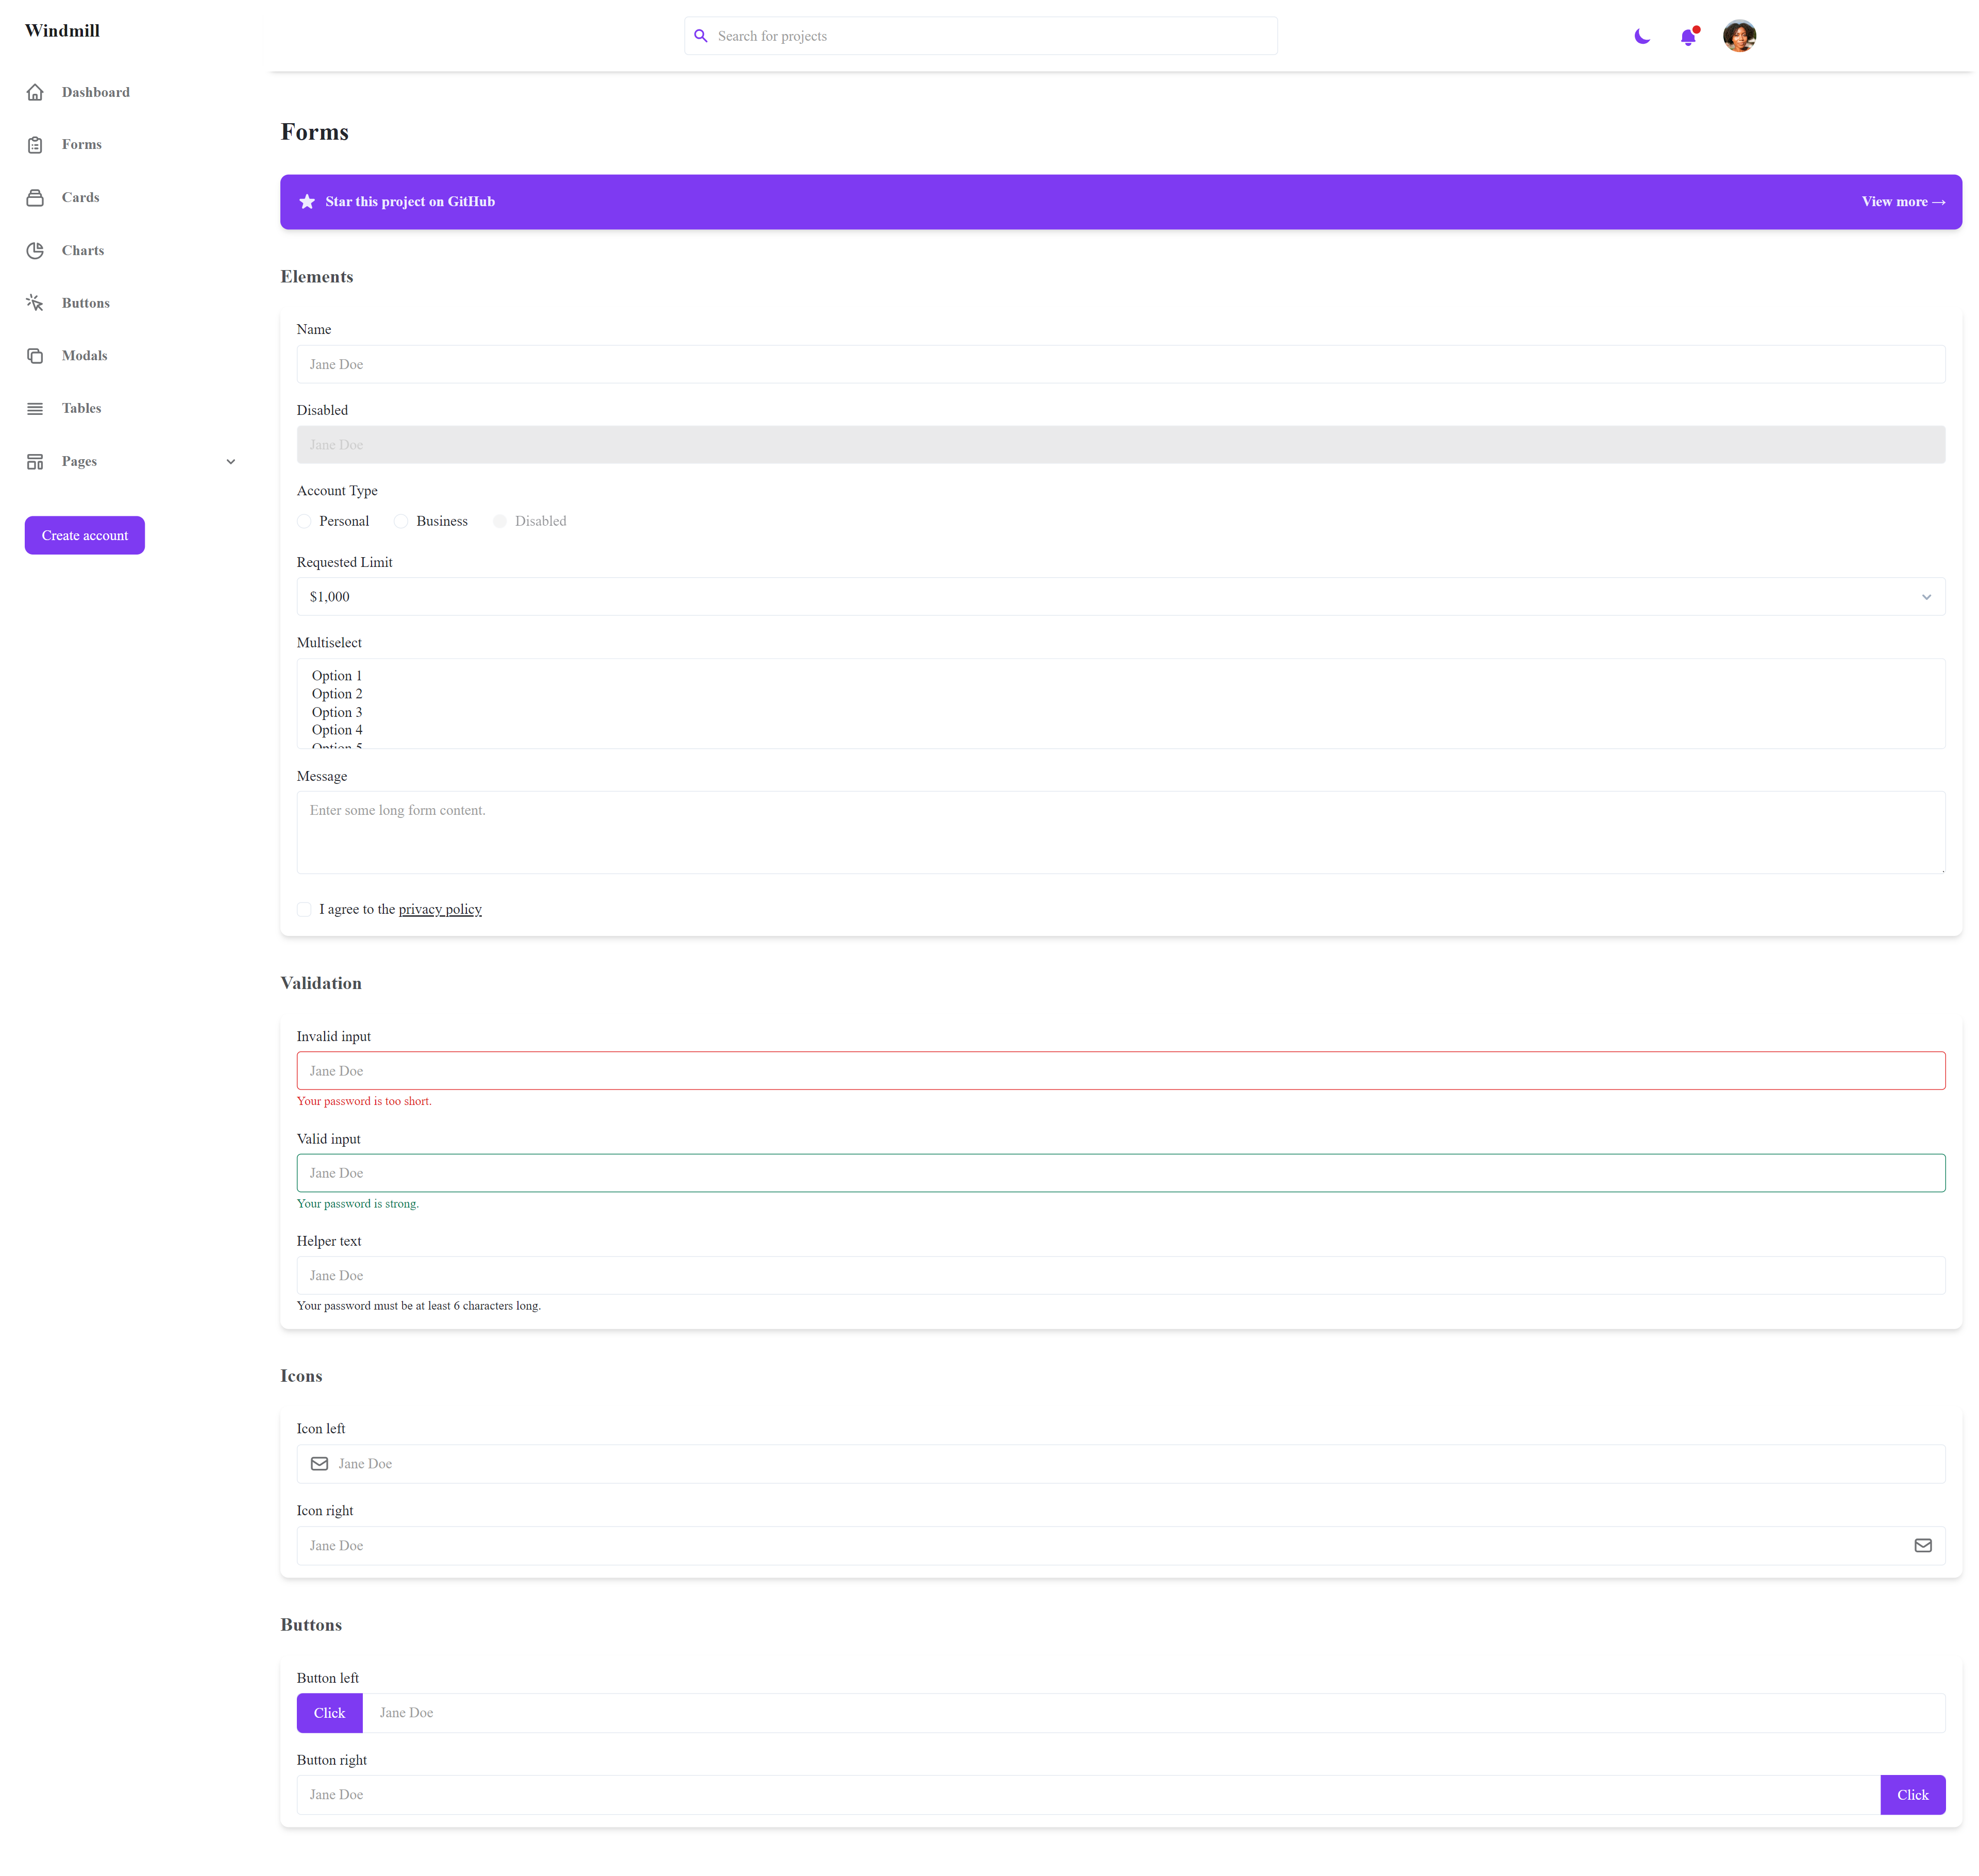 Windmill
Search for projects
Dashboard
Forms
Cards
Charts
Buttons
Modals
Tables
Pages
Create account
Forms
Star this project on GitHub
View more →
Elements
Name
Jane Doe
Disabled
Jane Doe
Account Type
Personal
Business
Disabled
Requested Limit
$1,000
Multiselect
Option 1
Option 2
Option 3
Option 4
Option 5
Message
Enter some long form content.
I agree to the privacy policy
Validation
Invalid input
Jane Doe
Your password is too short.
Valid input
Jane Doe
Your password is strong.
Helper text
Jane Doe
Your password must be at least 6 characters long.
Icons
Icon left
Jane Doe
Icon right
Jane Doe
Buttons
Button left
Click
Jane Doe
Button right
Jane Doe
Click